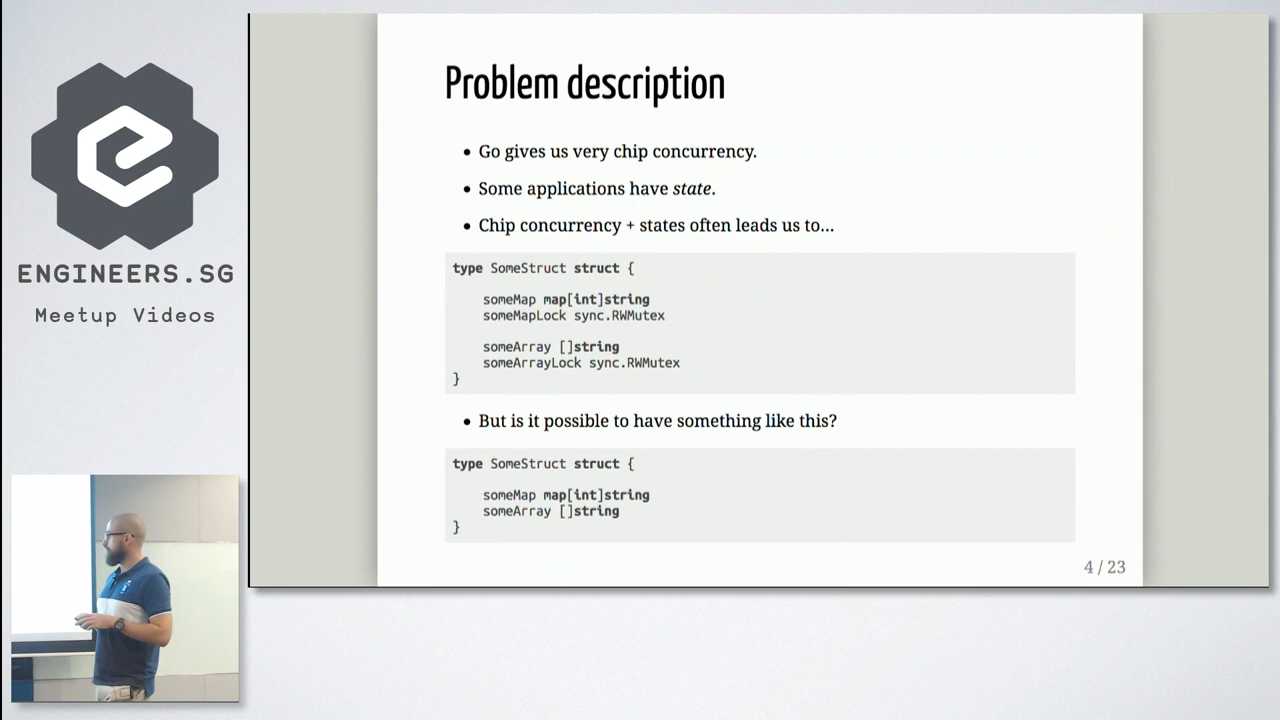 ENGINEERS.SG
Meetup Videos
Problem description
Go gives us very chip concurrency.
Some applications have state.
Chip concurrency + states often leads us to...
type SomeStruct struct {
someMap map[int]string
someMapLock sync.RWMutex
someArray []string
someArrayLock sync.RWMutex
}
But is it possible to have something like this?
type SomeStruct struct {
someMap map[int]string
someArray []string
}
4 / 23